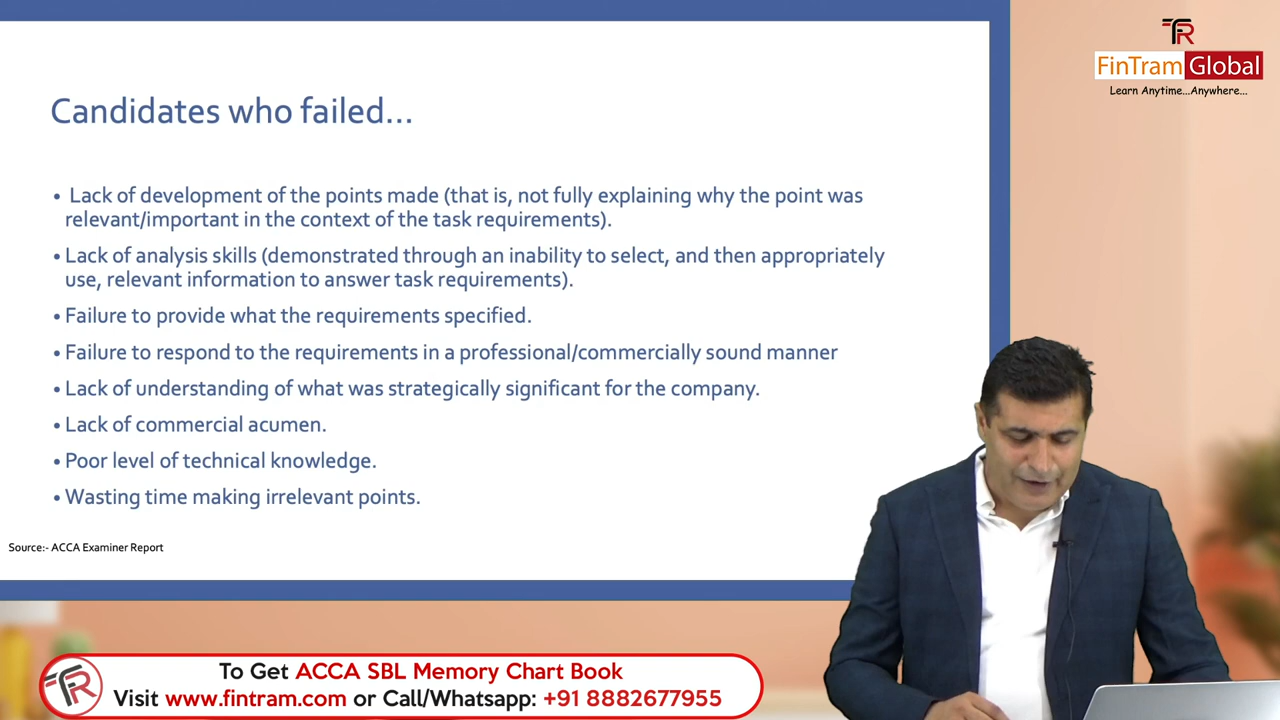 Candidates who failed...
• Lack of development of the points made (that is, not fully explaining why the point was
relevant/important in the context of the task requirements).
• Lack of analysis skills (demonstrated through an inability to select, and then appropriately
use, relevant information to answer task requirements).
• Failure to provide what the requirements specified.
• Failure to respond to the requirements in a professional/commercially sound manner
• Lack of understanding of what was strategically significant for the company.
• Lack of commercial acumen.
• Poor level of technical knowledge.
• Wasting time making irrelevant points.
Source:- ACCA Examiner Report
FinTram Global
Learn Anytime...Anywhere...
To Get ACCA SBL Memory Chart Book
Visit www.fintram.com or Call/Whatsapp: +91 8882677955